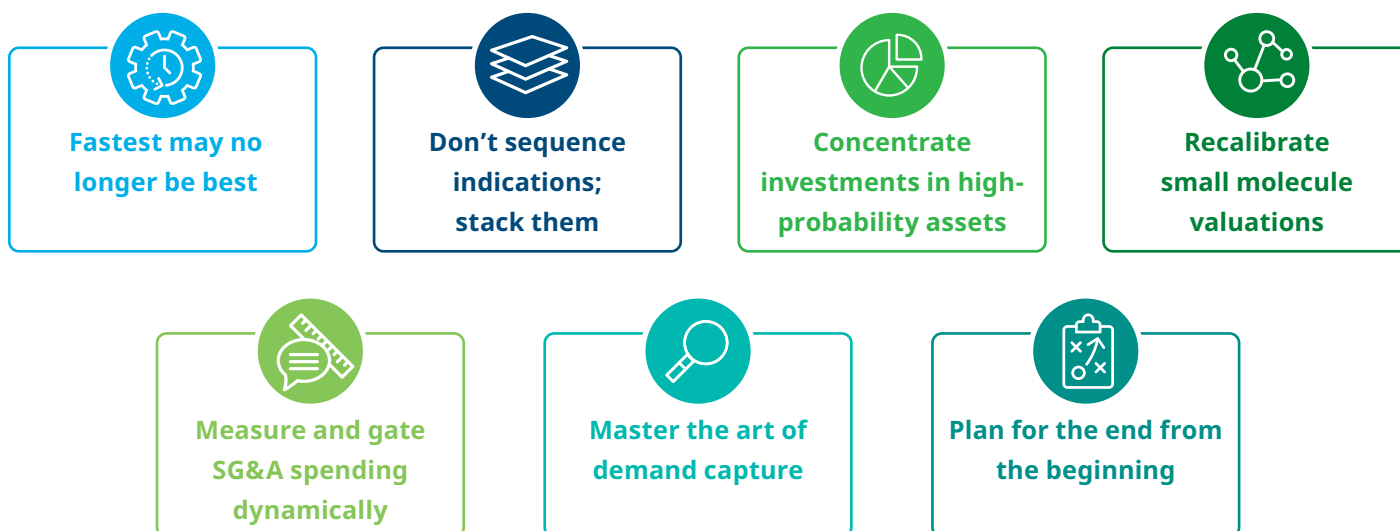 Fastest may no
longer be best
Don’t sequence
indications;
stack them
Concentrate
investments in high-
probability assets
Recalibrate
small molecule
valuations
Measure and gate
SG&A spending
dynamically
Master the art of
demand capture
Plan for the end from
the beginning